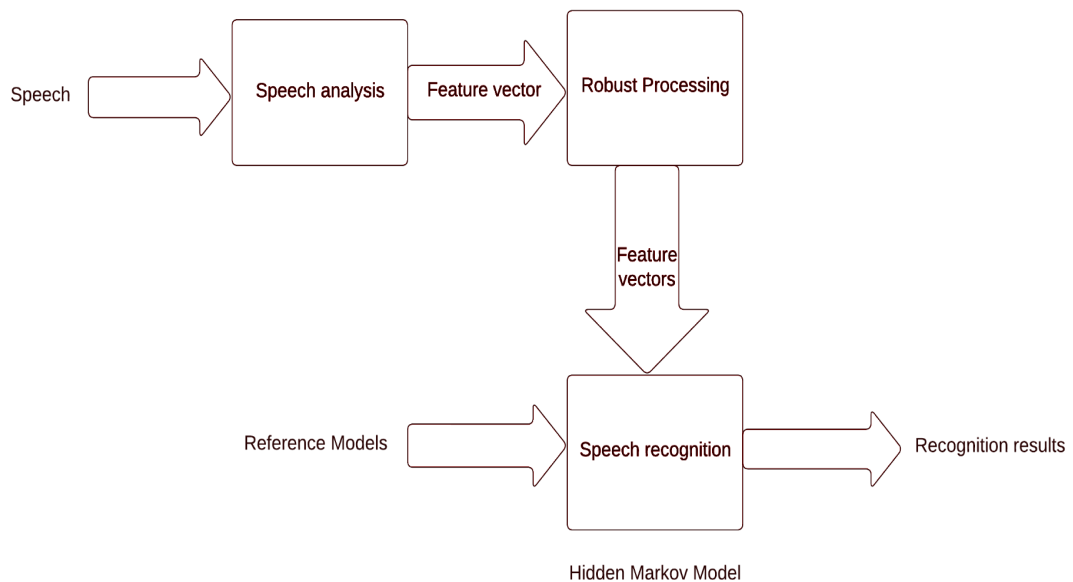 Speech
Speech analysis
Feature vector
Robust Processing
Feature
vectors
Reference Models
Speech recognition
Recognition results
Hidden Markov Model